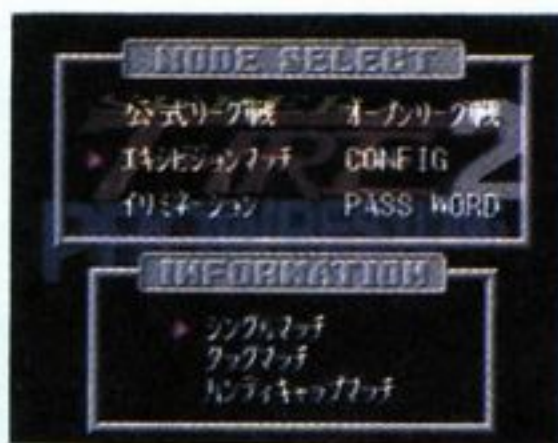 MODE SELECT
公式リーグ戦 オープンリーグ戦
エキシビションマッチ CONFIG
イリミネーション PASS WORD
INFORMATION
シングルマッチ
タッグマッチ
ハンディキャップマッチ